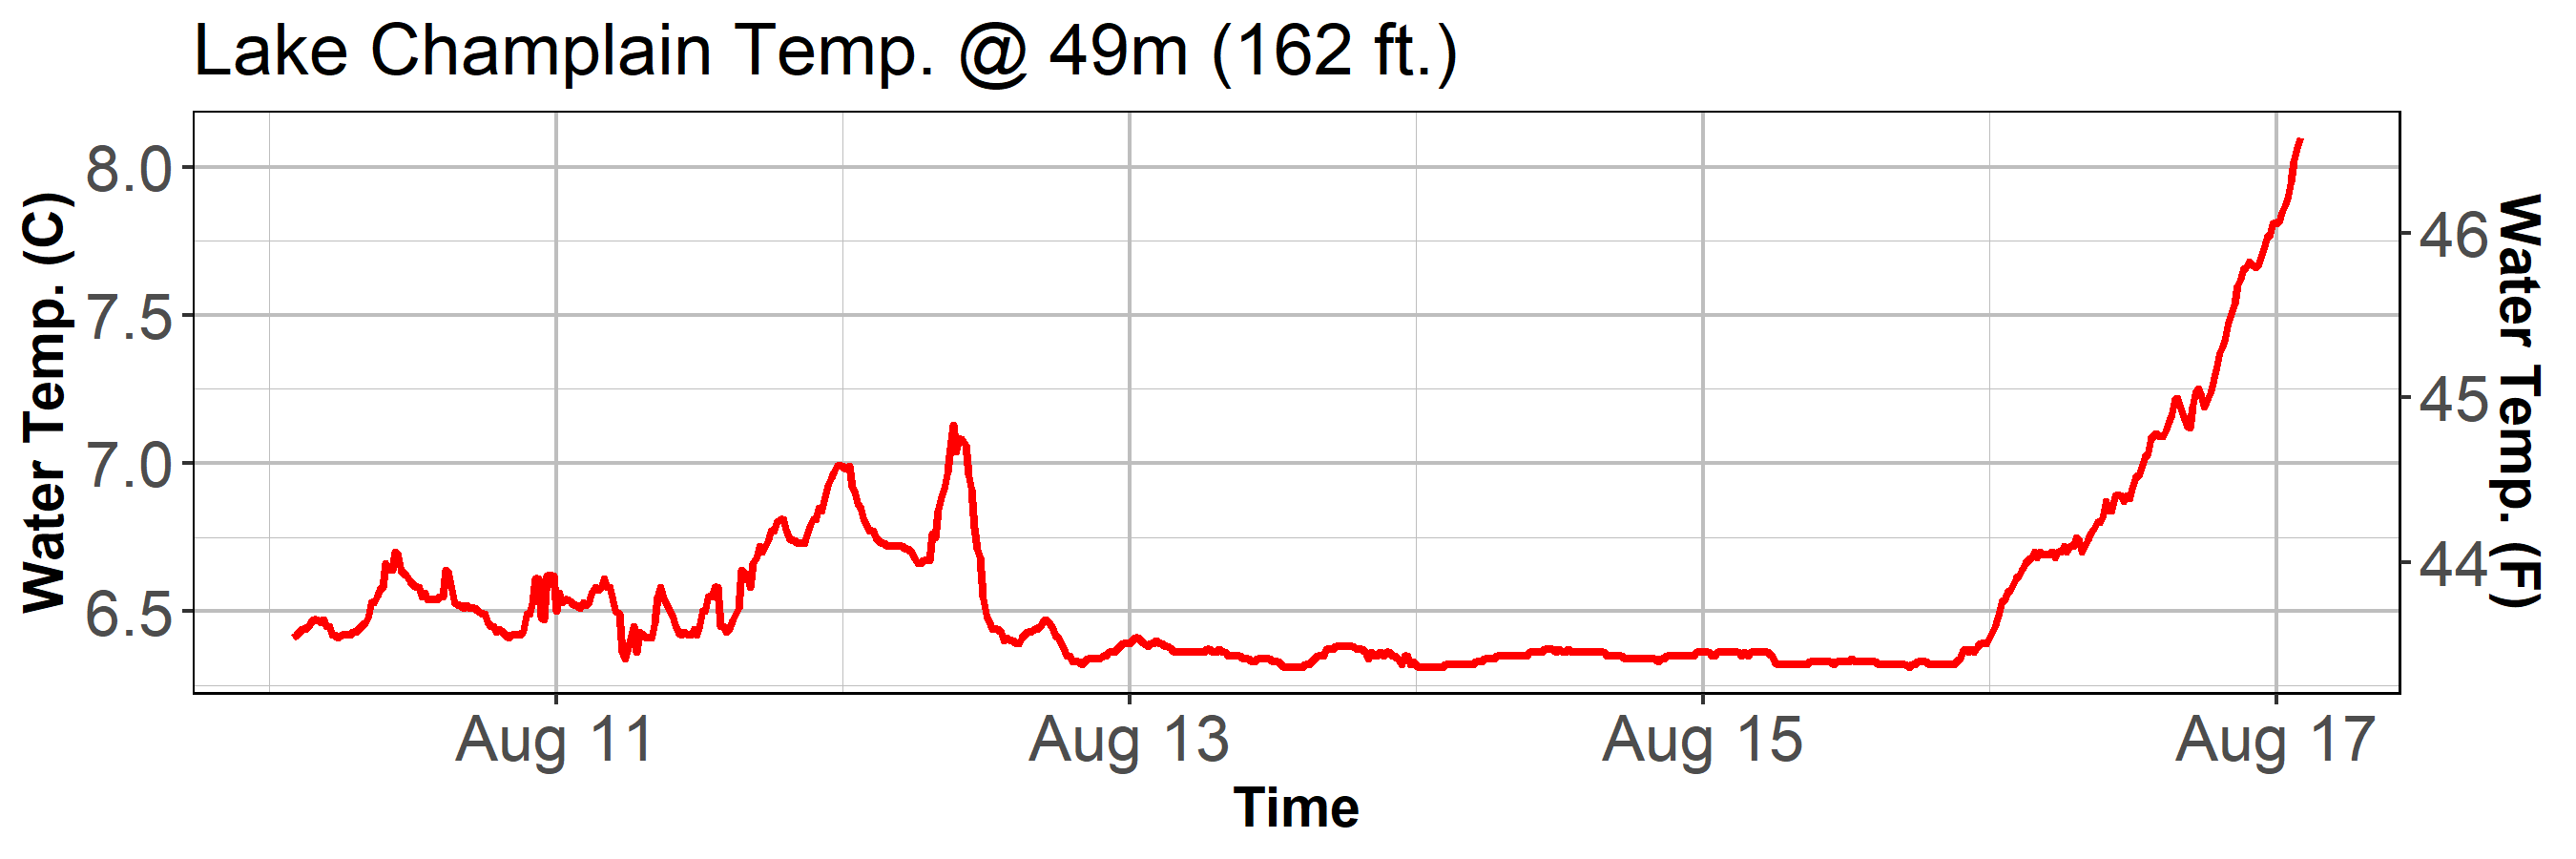 Lake Champlain Temp. @ 49m (162 ft.)
Water Temp. (C)
8.0
7.5
7.0
6.5
46
45
44
Water Temp. (F)
Aug 11
Aug 13
Aug 15
Aug 17
Time